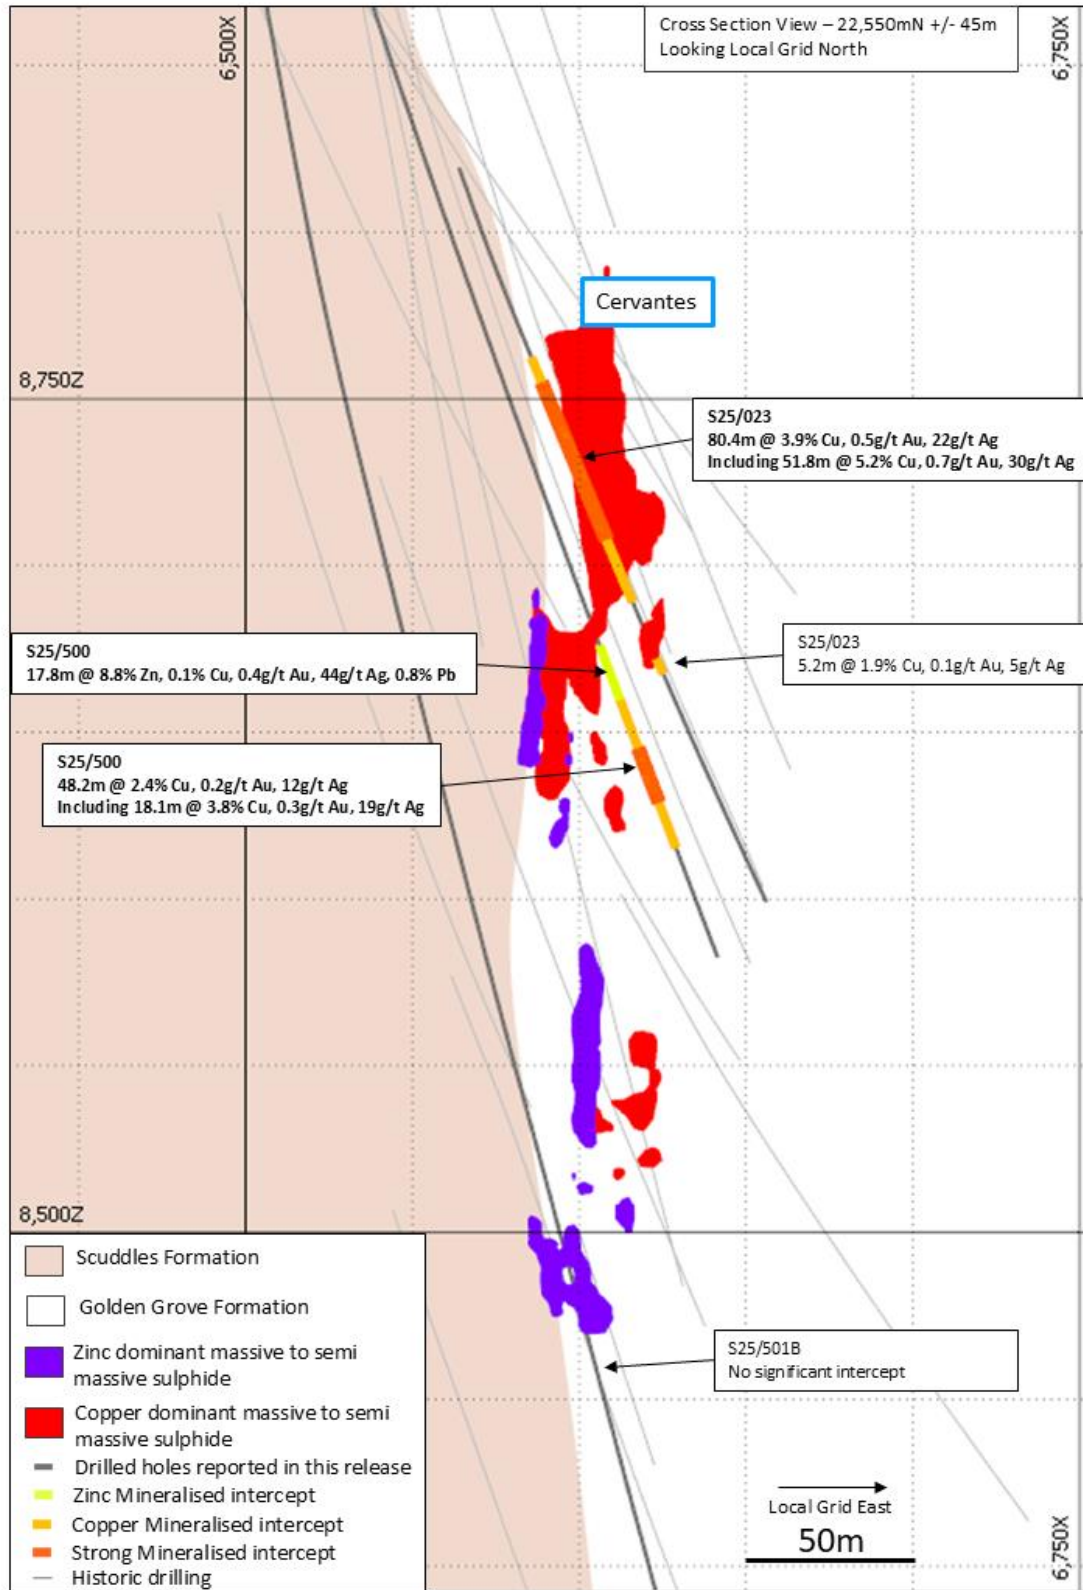 Cross Section View – 22,550mN +/- 45m
Looking Local Grid North
6,500X
6,750X
Cervantes
8,750Z
S25/023
80.4m @ 3.9% Cu, 0.5g/t Au, 22g/t Ag
Including 51.8m @ 5.2% Cu, 0.7g/t Au, 30g/t Ag
S25/500
17.8m @ 8.8% Zn, 0.1% Cu, 0.4g/t Au, 44g/t Ag, 0.8% Pb
S25/023
5.2m @ 1.9% Cu, 0.1g/t Au, 5g/t Ag
S25/500
48.2m @ 2.4% Cu, 0.2g/t Au, 12g/t Ag
Including 18.1m @ 3.8% Cu, 0.3g/t Au, 19g/t Ag
8,500Z
Scuddles Formation
Golden Grove Formation
Zinc dominant massive to semi
massive sulphide
Copper dominant massive to semi
massive sulphide
Drilled holes reported in this release
Zinc Mineralised intercept
Copper Mineralised intercept
Strong Mineralised intercept
Historic drilling
S25/501B
No significant intercept
Local Grid East
50m
6,750X